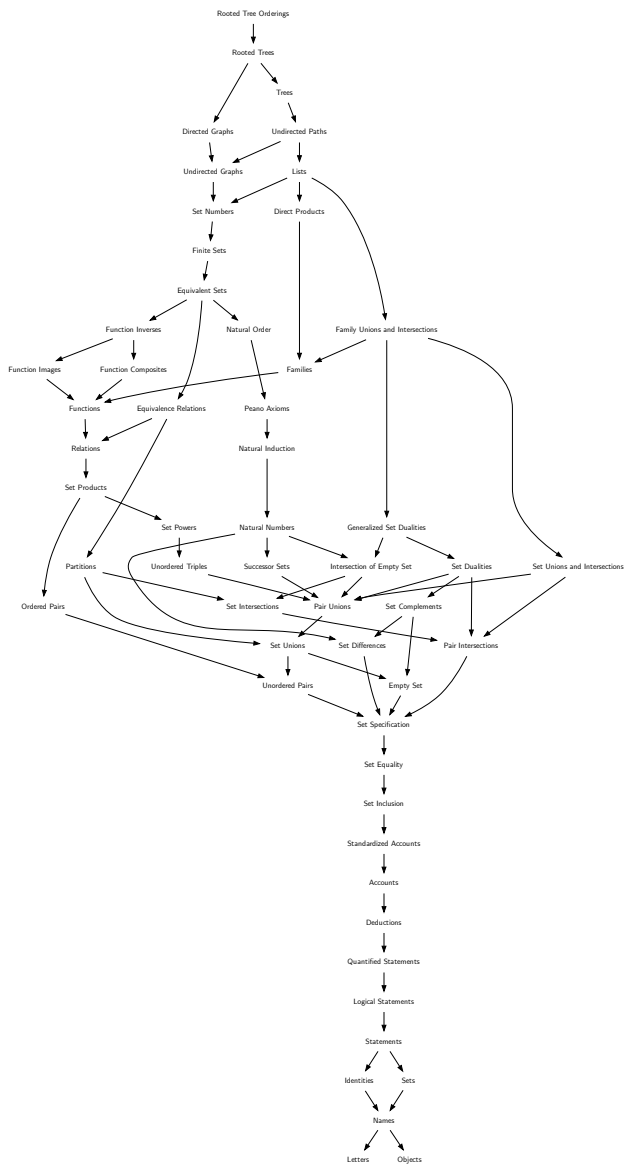 Rooted Tree Orderings
Rooted Trees
Trees
Directed Graphs
Undirected Paths
Undirected Graphs
Lists
Set Numbers
Direct Products
Finite Sets
Equivalent Sets
Function Inverses
Natural Order
Family Unions and Intersections
Function Images
Function Composites
Families
Functions
Equivalence Relations
Peano Axioms
Relations
Natural Induction
Set Products
Set Powers
Natural Numbers
Generalized Set Dualities
Partitions
Unordered Triples
Successor Sets
Intersection of Empty Set
Set Dualities
Set Unions and Intersections
Ordered Pairs
Set Intersections
Pair Unions
Set Complements
Set Unions
Set Differences
Pair Intersections
Unordered Pairs
Empty Set
Set Specification
Set Equality
Set Inclusion
Standardized Accounts
Accounts
Deductions
Quantified Statements
Logical Statements
Statements
Identities
Sets
Names
Letters
Objects